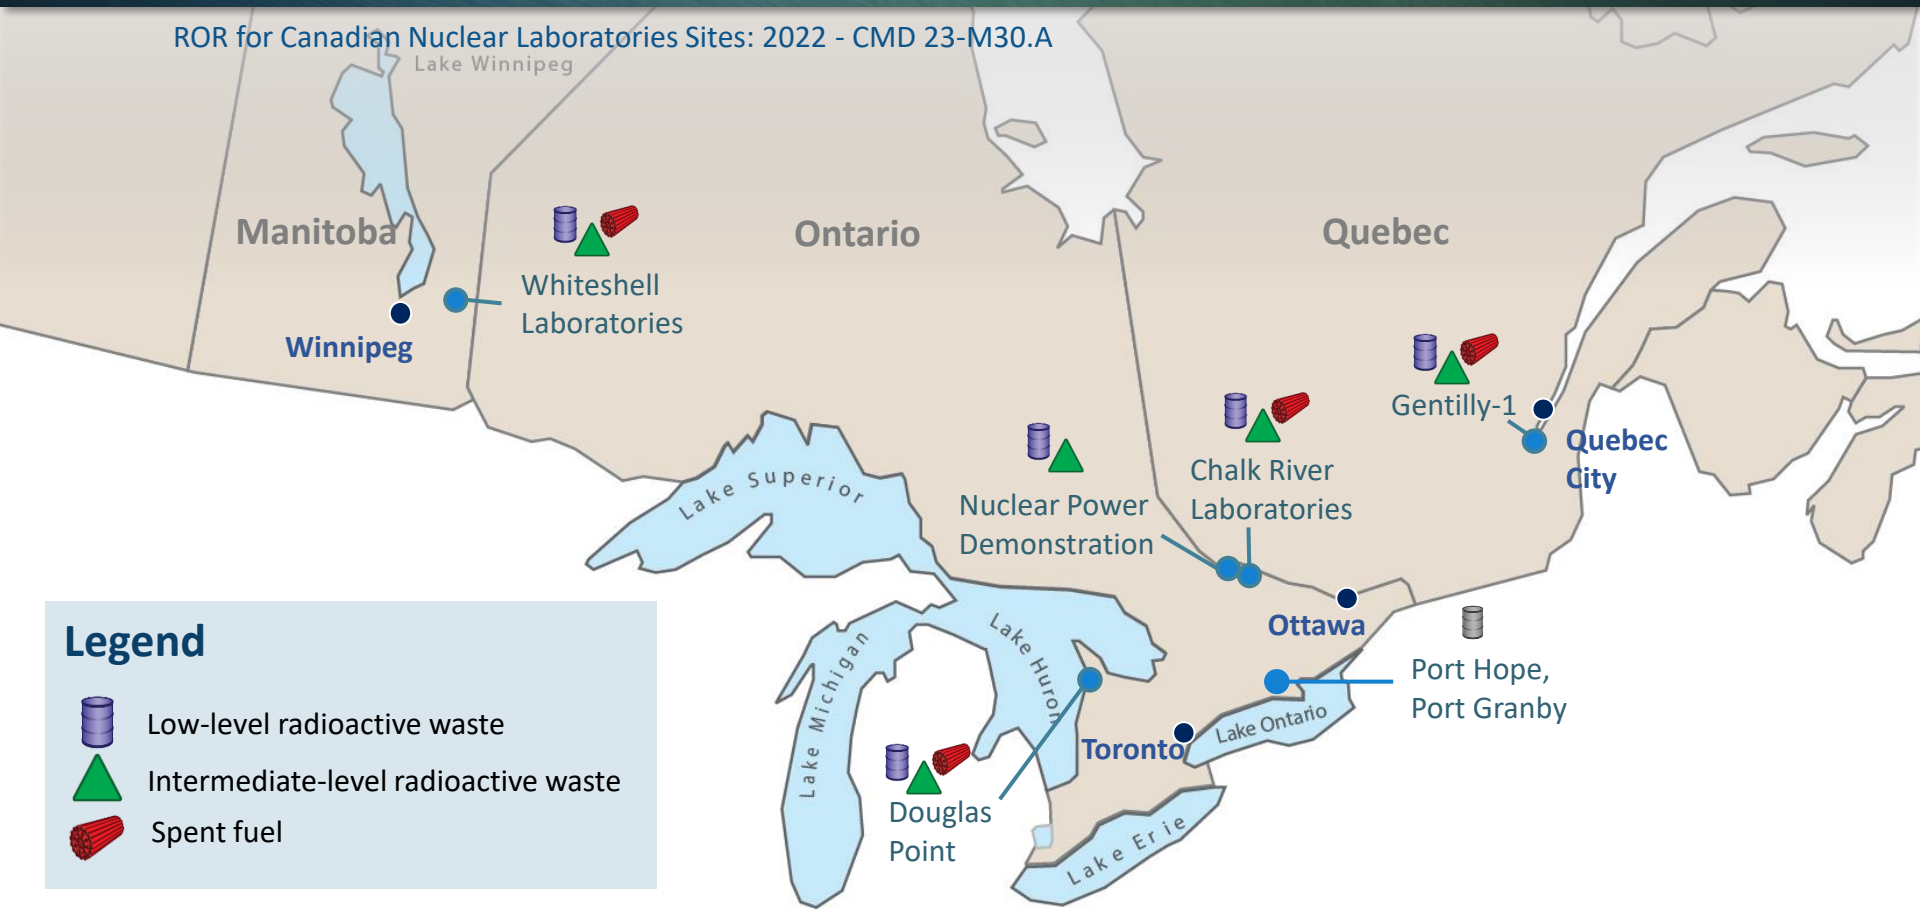 ROR for Canadian Nuclear Laboratories Sites: 2022 - CMD 23-M30.A
Lake Winnipeg
Manitoba
Ontario
Quebec
Whiteshell
Laboratories
Winnipeg
Gentilly-1
Quebec
City
Chalk River
Laboratories
Nuclear Power
Demonstration
Lake Superior
Ottawa
Lake Huron
Lake Michigan
Port Hope,
Port Granby
Lake Ontario
Toronto
Douglas
Point
Lake Erie
Legend
Low-level radioactive waste
Intermediate-level radioactive waste
Spent fuel